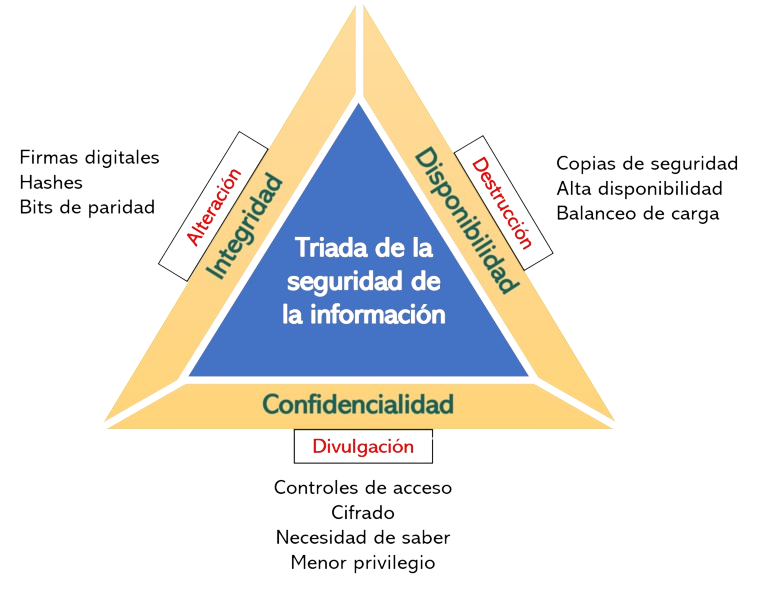 Firmas digitales
Hashes
Bits de paridad
Alteración
Integridad
Triada de la
seguridad de
la información
Disponibilidad
Destrucción
Copias de seguridad
Alta disponibilidad
Balanceo de carga
Confidencialidad
Divulgación
Controles de acceso
Cifrado
Necesidad de saber
Menor privilegio